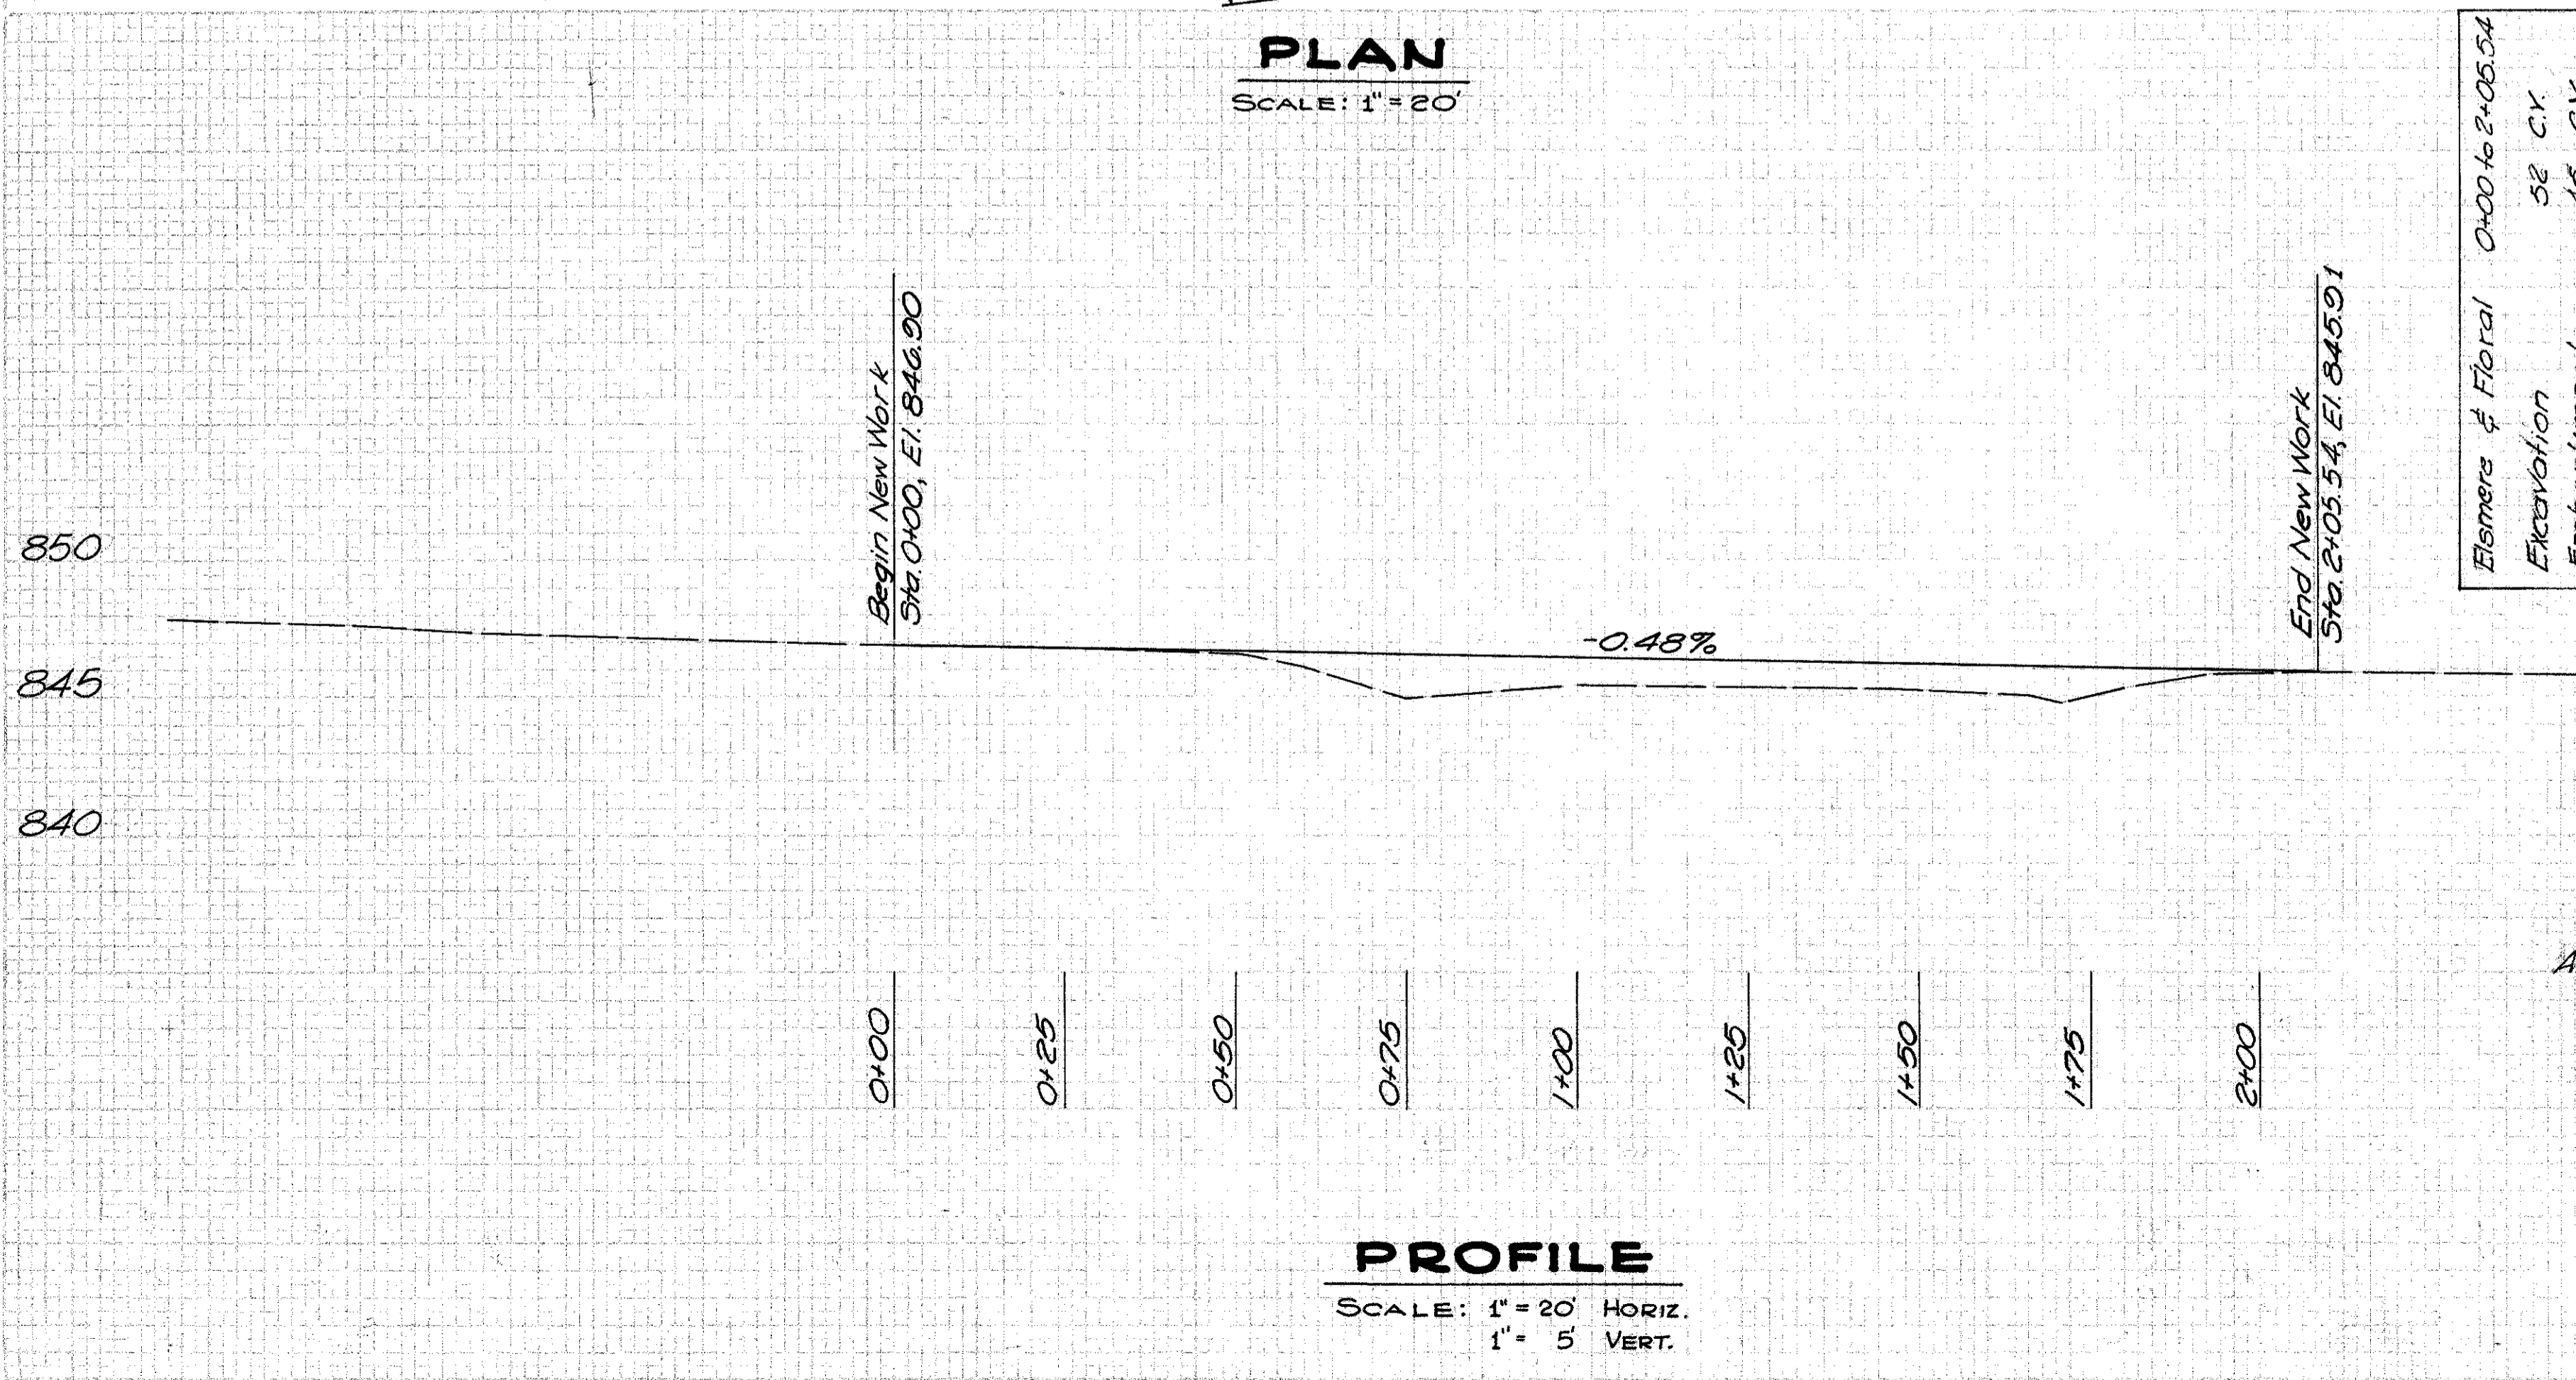 PLAN
SCALE: 1" = 20'
Elsmere & Floral 0+00 to 2+05.54
Excavation 52 C.Y.
Begin New Work
Sta. 0+00, El. 846.90
End New Work
Sta. 2+05.54, El. 845.91
850
845
840
-0.48%
0+00
0+25
0+50
0+75
1+00
1+25
1+50
1+75
2+00
PROFILE
SCALE: 1" = 20' HORIZ.
1" = 5' VERT.